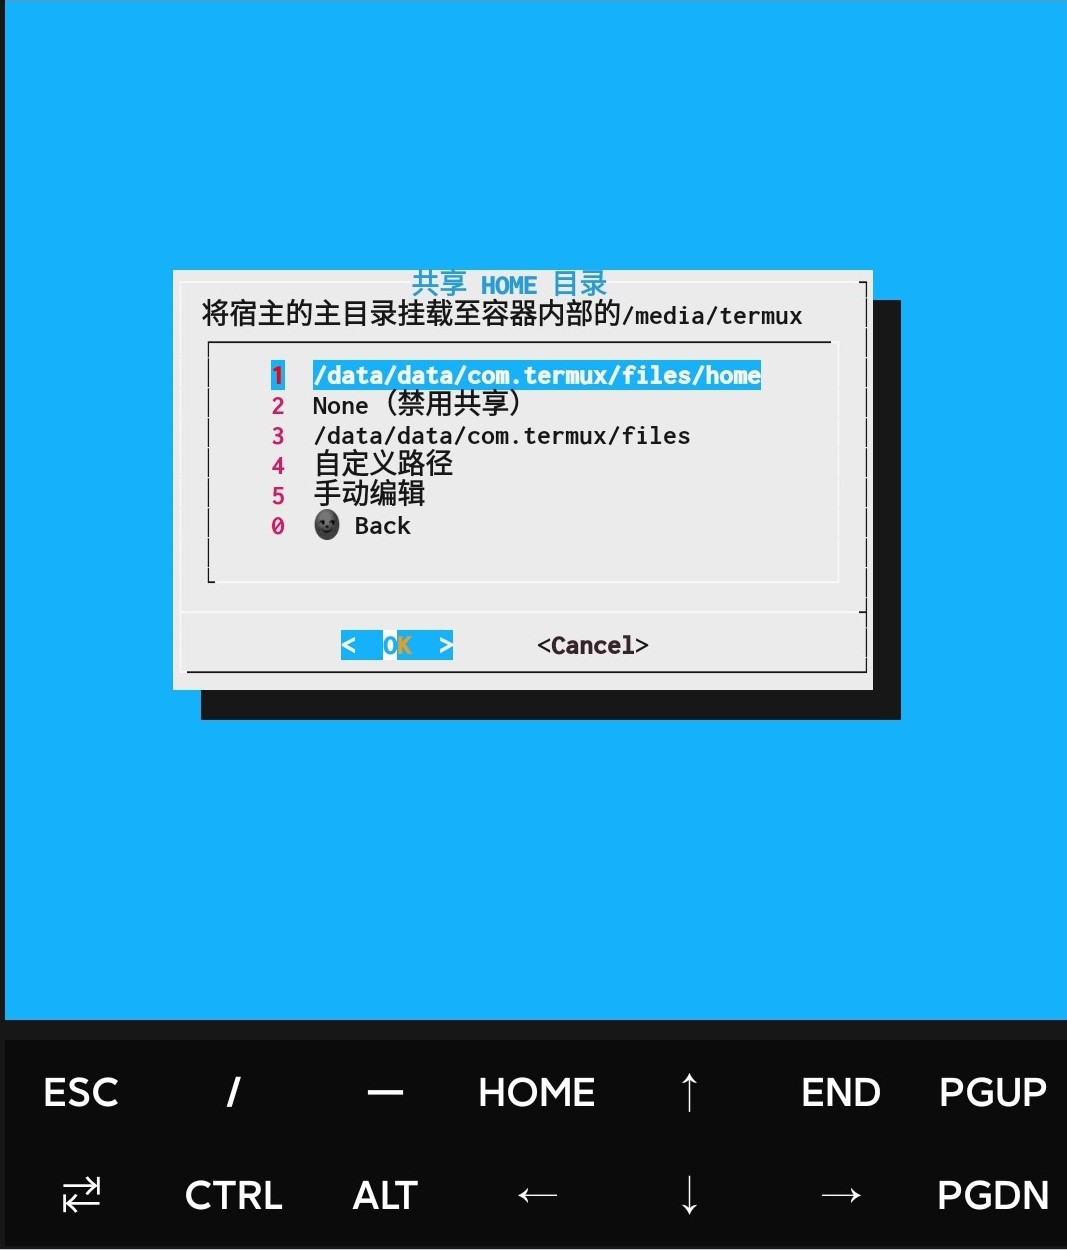 共享 HOME 目录
将宿主的主目录挂载至容器内部的/media/termux
1 /data/data/com.termux/files/home
2 None（禁用共享）
3 /data/data/com.termux/files
4 自定义路径
5 手动编辑
0 🌚 Back
< OK > <Cancel>
ESC / — HOME ↑ END PGUP
⇄ CTRL ALT ← ↓ → PGDN